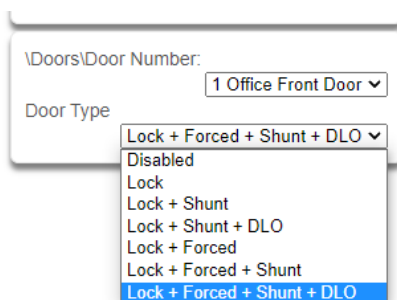 \Doors\Door Number:
1 Office Front Door
Door Type
Lock + Forced + Shunt + DLO
Disabled
Lock
Lock + Shunt
Lock + Shunt + DLO
Lock + Forced
Lock + Forced + Shunt
Lock + Forced + Shunt + DLO